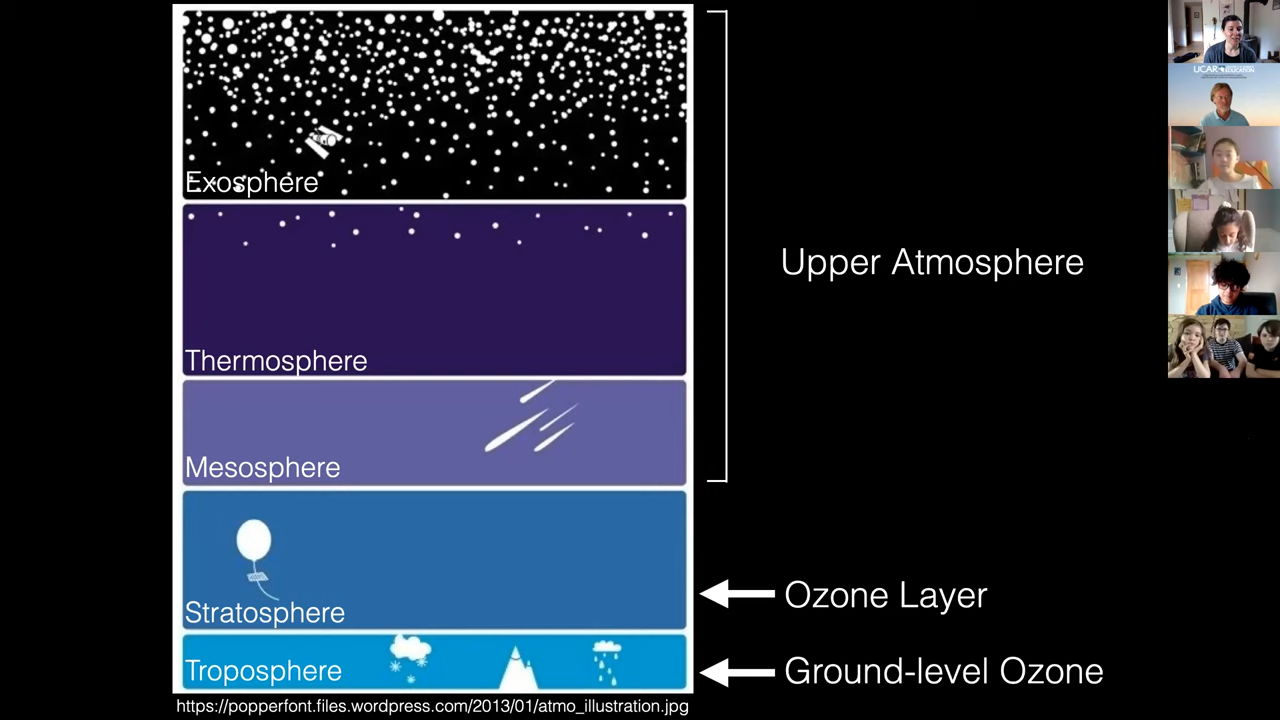 Exosphere
Thermosphere
Mesosphere
Stratosphere
Troposphere
Upper Atmosphere
Ozone Layer
Ground-level Ozone
https://popperfont.files.wordpress.com/2013/01/atmo_illustration.jpg
UCAR